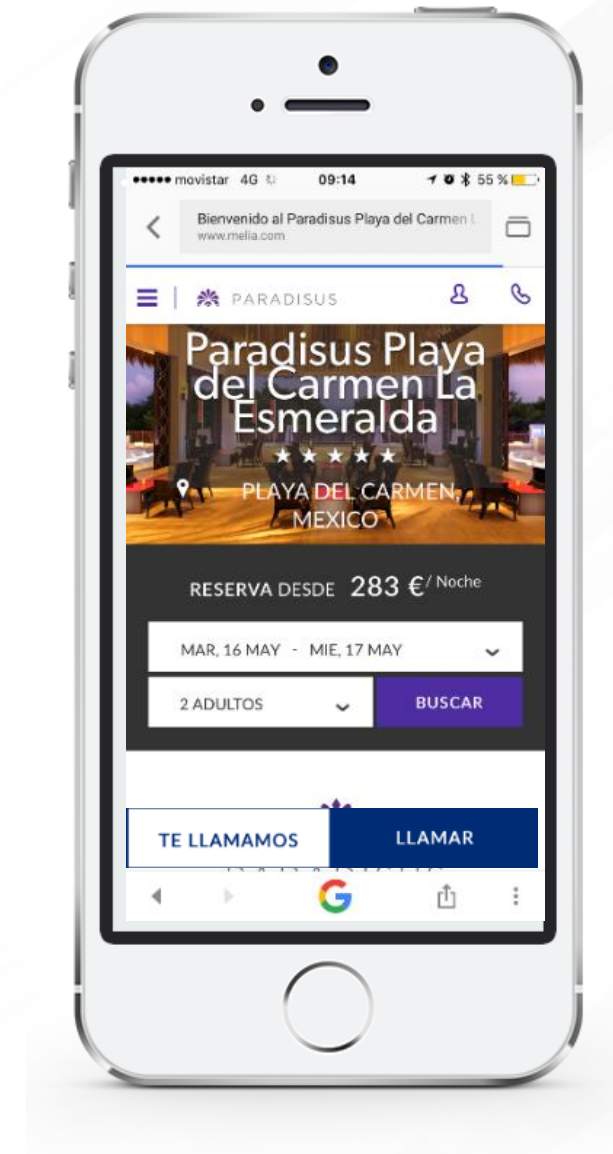 movistar 4G 09:14 55 %
Bienvenido al Paradisus Playa del Carmen L
www.melia.com
PARADISUS
Paradisus Playa
del Carmen La
Esmeralda
PLAYA DEL CARMEN,
MEXICO
RESERVA DESDE 283 €/ Noche
MAR, 16 MAY - MIE, 17 MAY
2 ADULTOS
BUSCAR
TE LLAMAMOS
LLAMAR